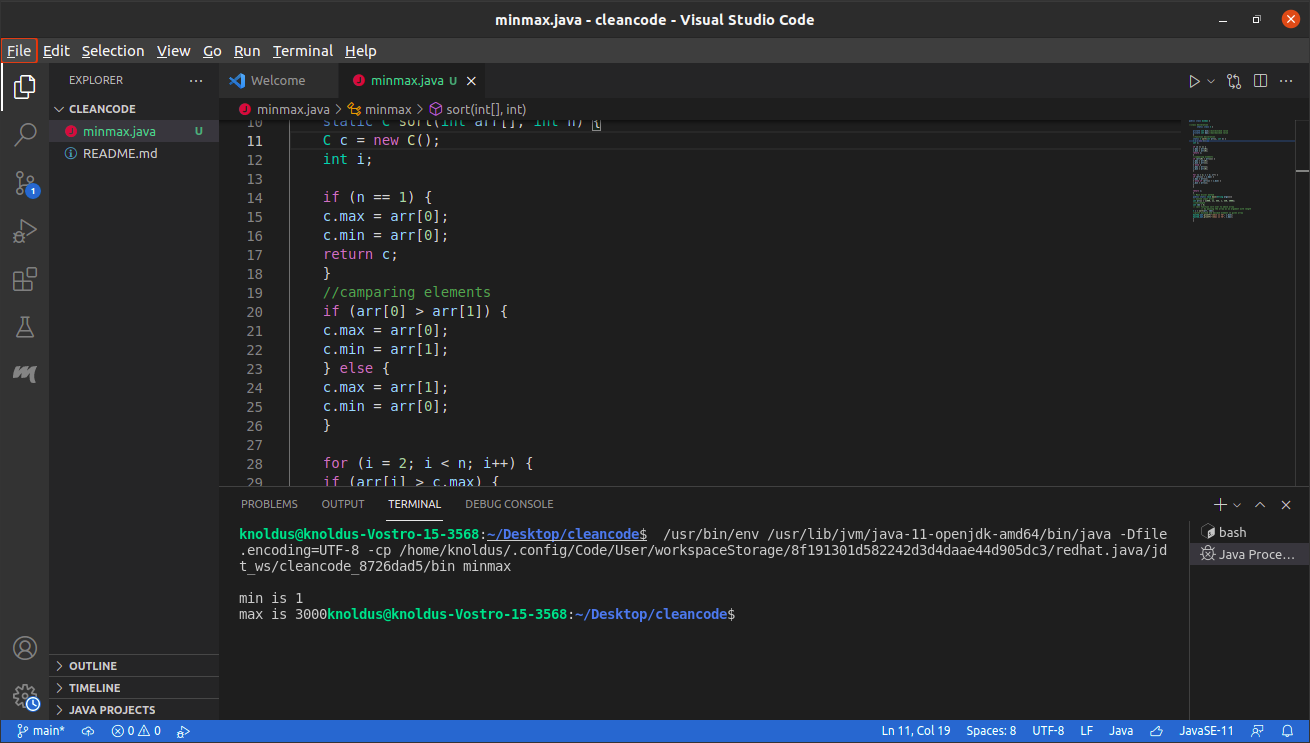 minmax.java - cleancode - Visual Studio Code
File Edit Selection View Go Run Terminal Help
EXPLORER
Welcome
minmax.java U
CLEANCODE
minmax.java > minmax > sort(int[], int)
minmax.java U
README.md
1
10 static C sort(int arr[], int n) {
11 C c = new C();
12 int i;
13
14 if (n == 1) {
15 c.max = arr[0];
16 c.min = arr[0];
17 return c;
18 }
19 //camparing elements
20 if (arr[0] > arr[1]) {
21 c.max = arr[0];
22 c.min = arr[1];
23 } else {
24 c.max = arr[1];
25 c.min = arr[0];
26 }
27
28 for (i = 2; i < n; i++) {
29 if (arr[i] > c.max) {
PROBLEMS OUTPUT TERMINAL DEBUG CONSOLE
knoldus@knoldus-Vostro-15-3568:~/Desktop/cleancode$  /usr/bin/env /usr/lib/jvm/java-11-openjdk-amd64/bin/java -Dfile
.encoding=UTF-8 -cp /home/knoldus/.config/Code/User/workspaceStorage/8f191301d582242d3d4daae44d905dc3/redhat.java/jd
t_ws/cleancode_8726dad5/bin minmax
min is 1
max is 3000knoldus@knoldus-Vostro-15-3568:~/Desktop/cleancode$
bash
Java Proce...
OUTLINE
TIMELINE
JAVA PROJECTS
main* 0 0 Ln 11, Col 19 Spaces: 8 UTF-8 LF Java JavaSE-11